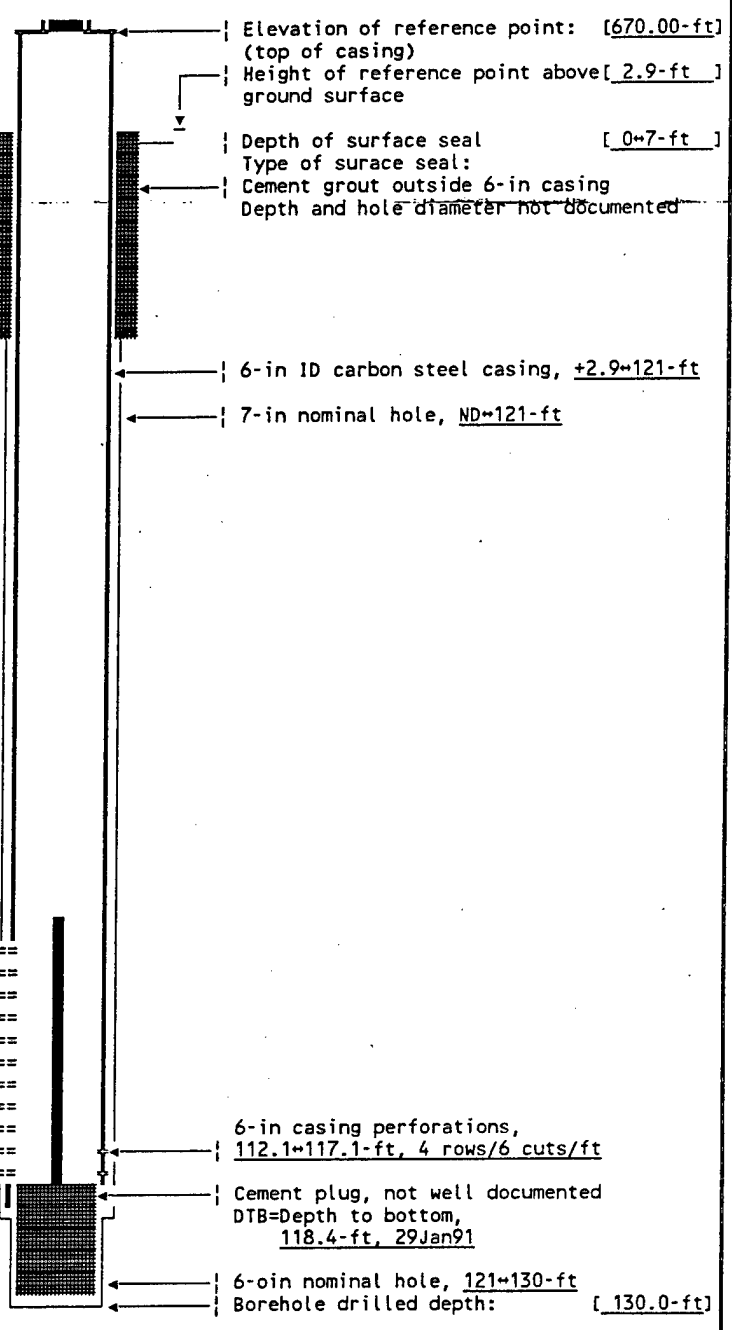 Elevation of reference point: [670.00-ft]
(top of casing)
Height of reference point above[ 2.9-ft ]
ground surface
Depth of surface seal [ 0↔7-ft ]
Type of surace seal:
Cement grout outside 6-in casing
Depth and hole diameter not documented
6-in ID carbon steel casing, +2.9↔121-ft
7-in nominal hole, ND↔121-ft
6-in casing perforations,
112.1↔117.1-ft, 4 rows/6 cuts/ft
Cement plug, not well documented
DTB=Depth to bottom,
118.4-ft, 29Jan91
6-oin nominal hole, 121↔130-ft
Borehole drilled depth: [ 130.0-ft]